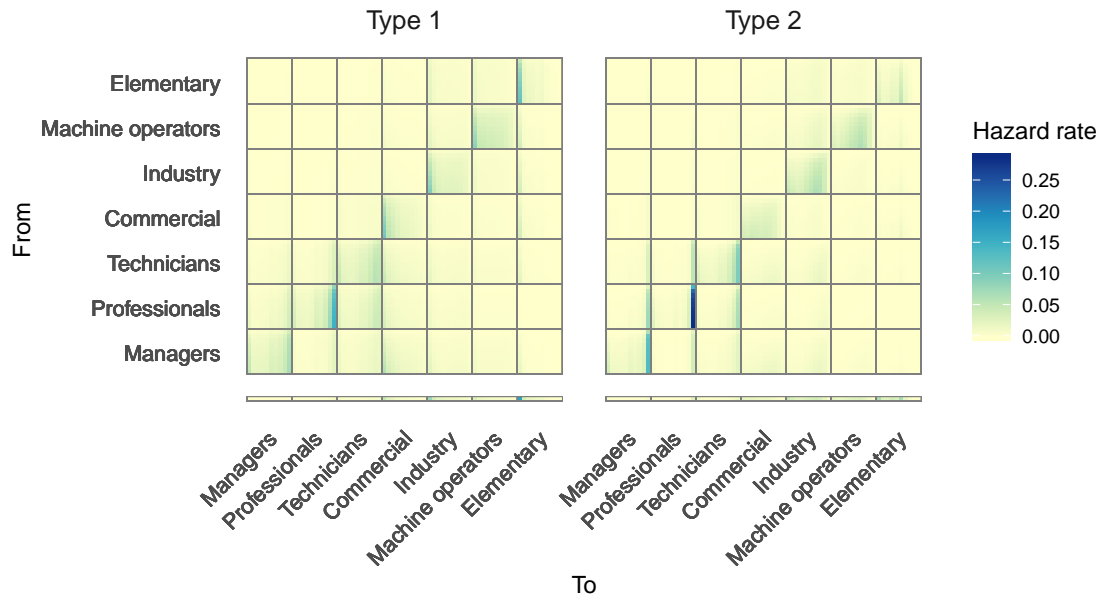 Type 1
Type 2
Elementary
Machine operators
Industry
Commercial
Technicians
Professionals
Managers
From
Hazard rate
0.25
0.20
0.15
0.10
0.05
0.00
Managers
Professionals
Technicians
Commercial
Industry
Machine operators
Elementary
Managers
Professionals
Technicians
Commercial
Industry
Machine operators
Elementary
To